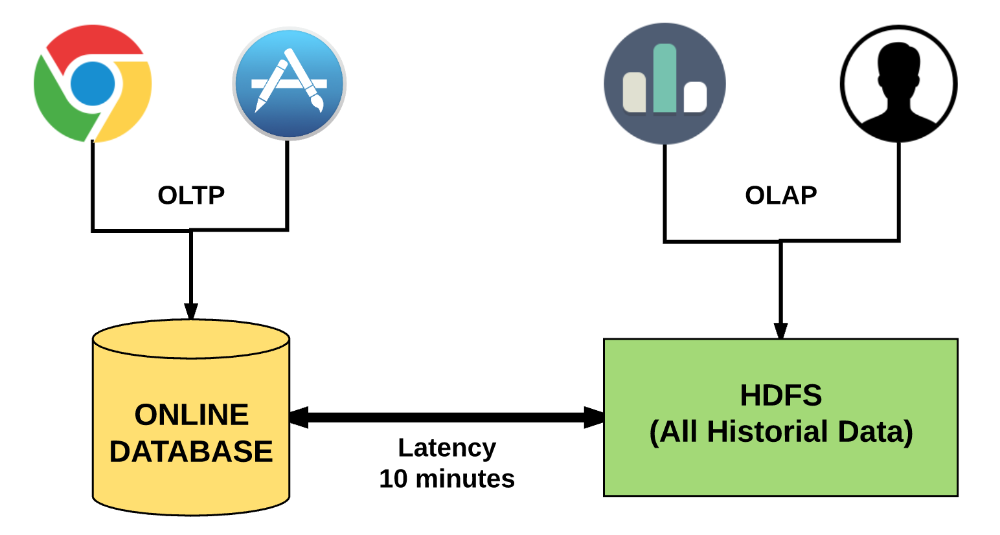 OLTP
OLAP
ONLINE
DATABASE
Latency
10 minutes
HDFS
(All Historial Data)